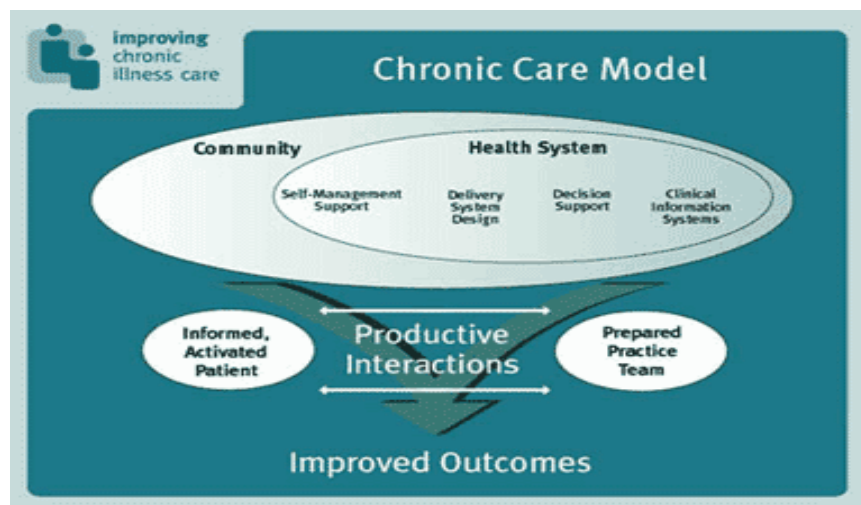 improving
chronic
illness care
Chronic Care Model
Community
Health System
Self-Management
Support
Delivery
System
Design
Decision
Support
Clinical
Information
Systems
Informed,
Activated
Patient
Productive
Interactions
Prepared
Practice
Team
Improved Outcomes